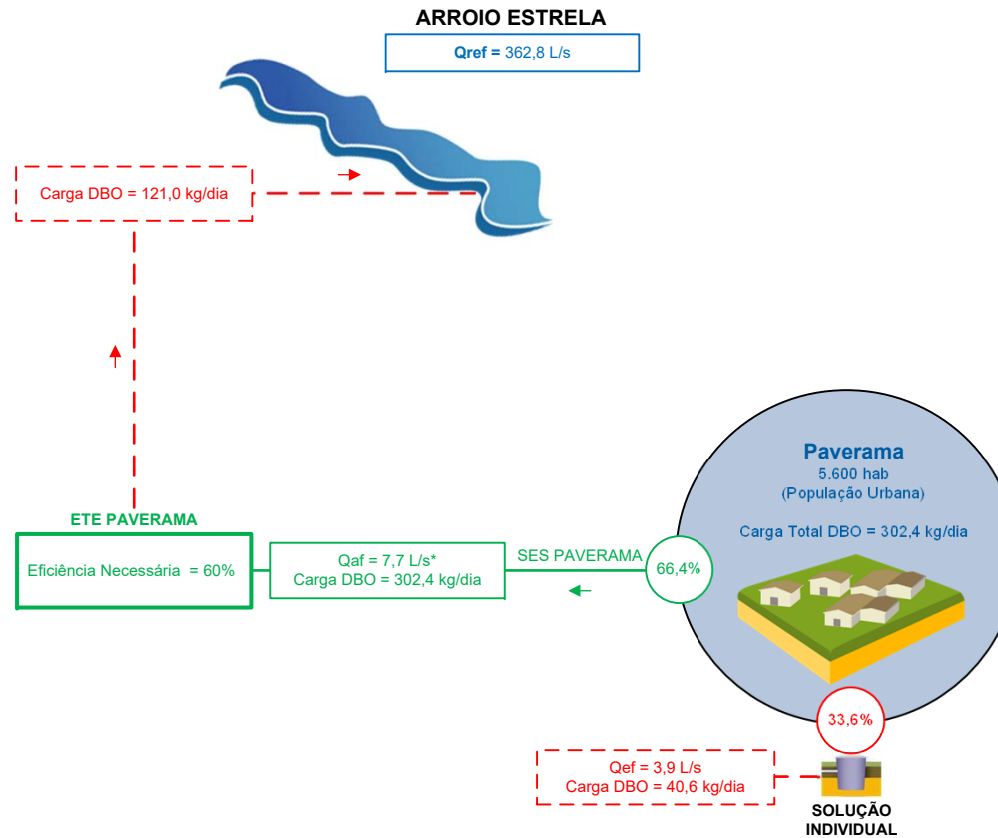 ARROIO ESTRELA
Qref = 362,8 L/s
Carga DBO = 121,0 kg/dia
Paverama
5.600 hab
(População Urbana)
Carga Total DBO = 302,4 kg/dia
ETE PAVERAMA
Eficiência Necessária = 60%
Qaf = 7,7 L/s*
Carga DBO = 302,4 kg/dia
SES PAVERAMA
66,4%
33,6%
Qef = 3,9 L/s
Carga DBO = 40,6 kg/dia
SOLUÇÃO
INDIVIDUAL